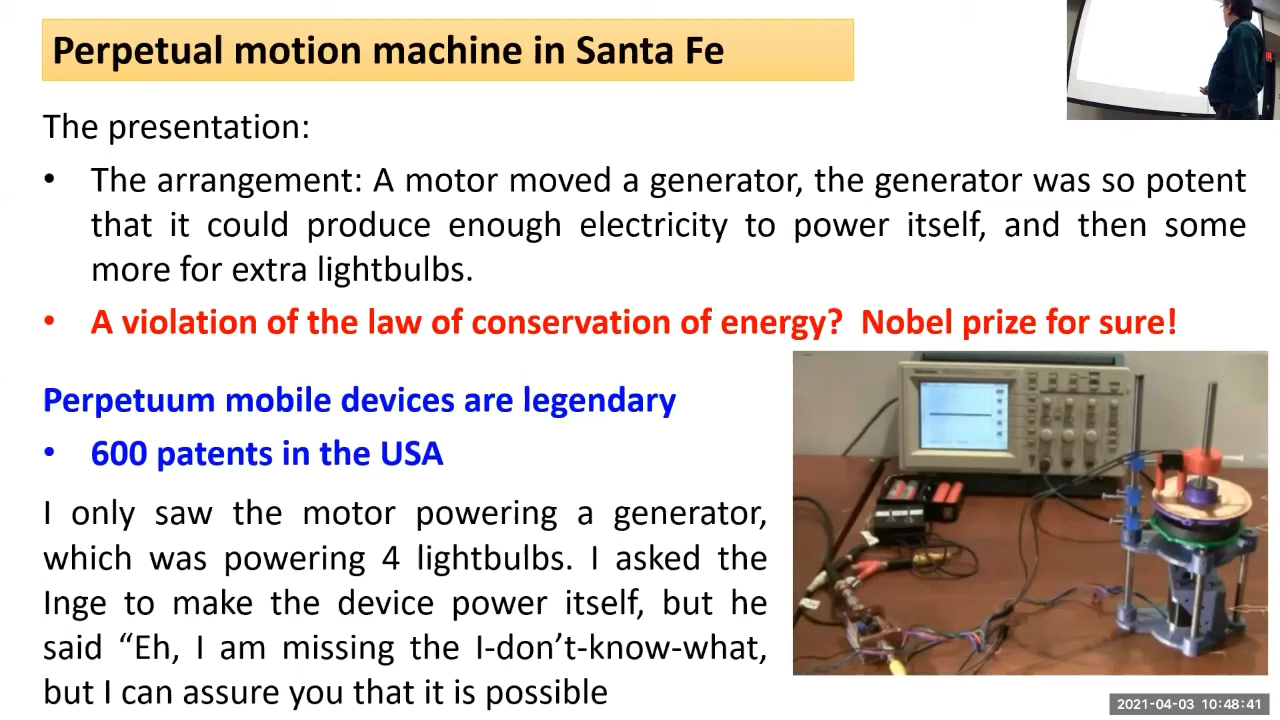 Perpetual motion machine in Santa Fe
The presentation:
• The arrangement: A motor moved a generator, the generator was so potent
that it could produce enough electricity to power itself, and then some
more for extra lightbulbs.
• A violation of the law of conservation of energy? Nobel prize for sure!
Perpetuum mobile devices are legendary
• 600 patents in the USA
I only saw the motor powering a generator,
which was powering 4 lightbulbs. I asked the
Inge to make the device power itself, but he
said “Eh, I am missing the I-don’t-know-what,
but I can assure you that it is possible
2021-04-03 10:48:41